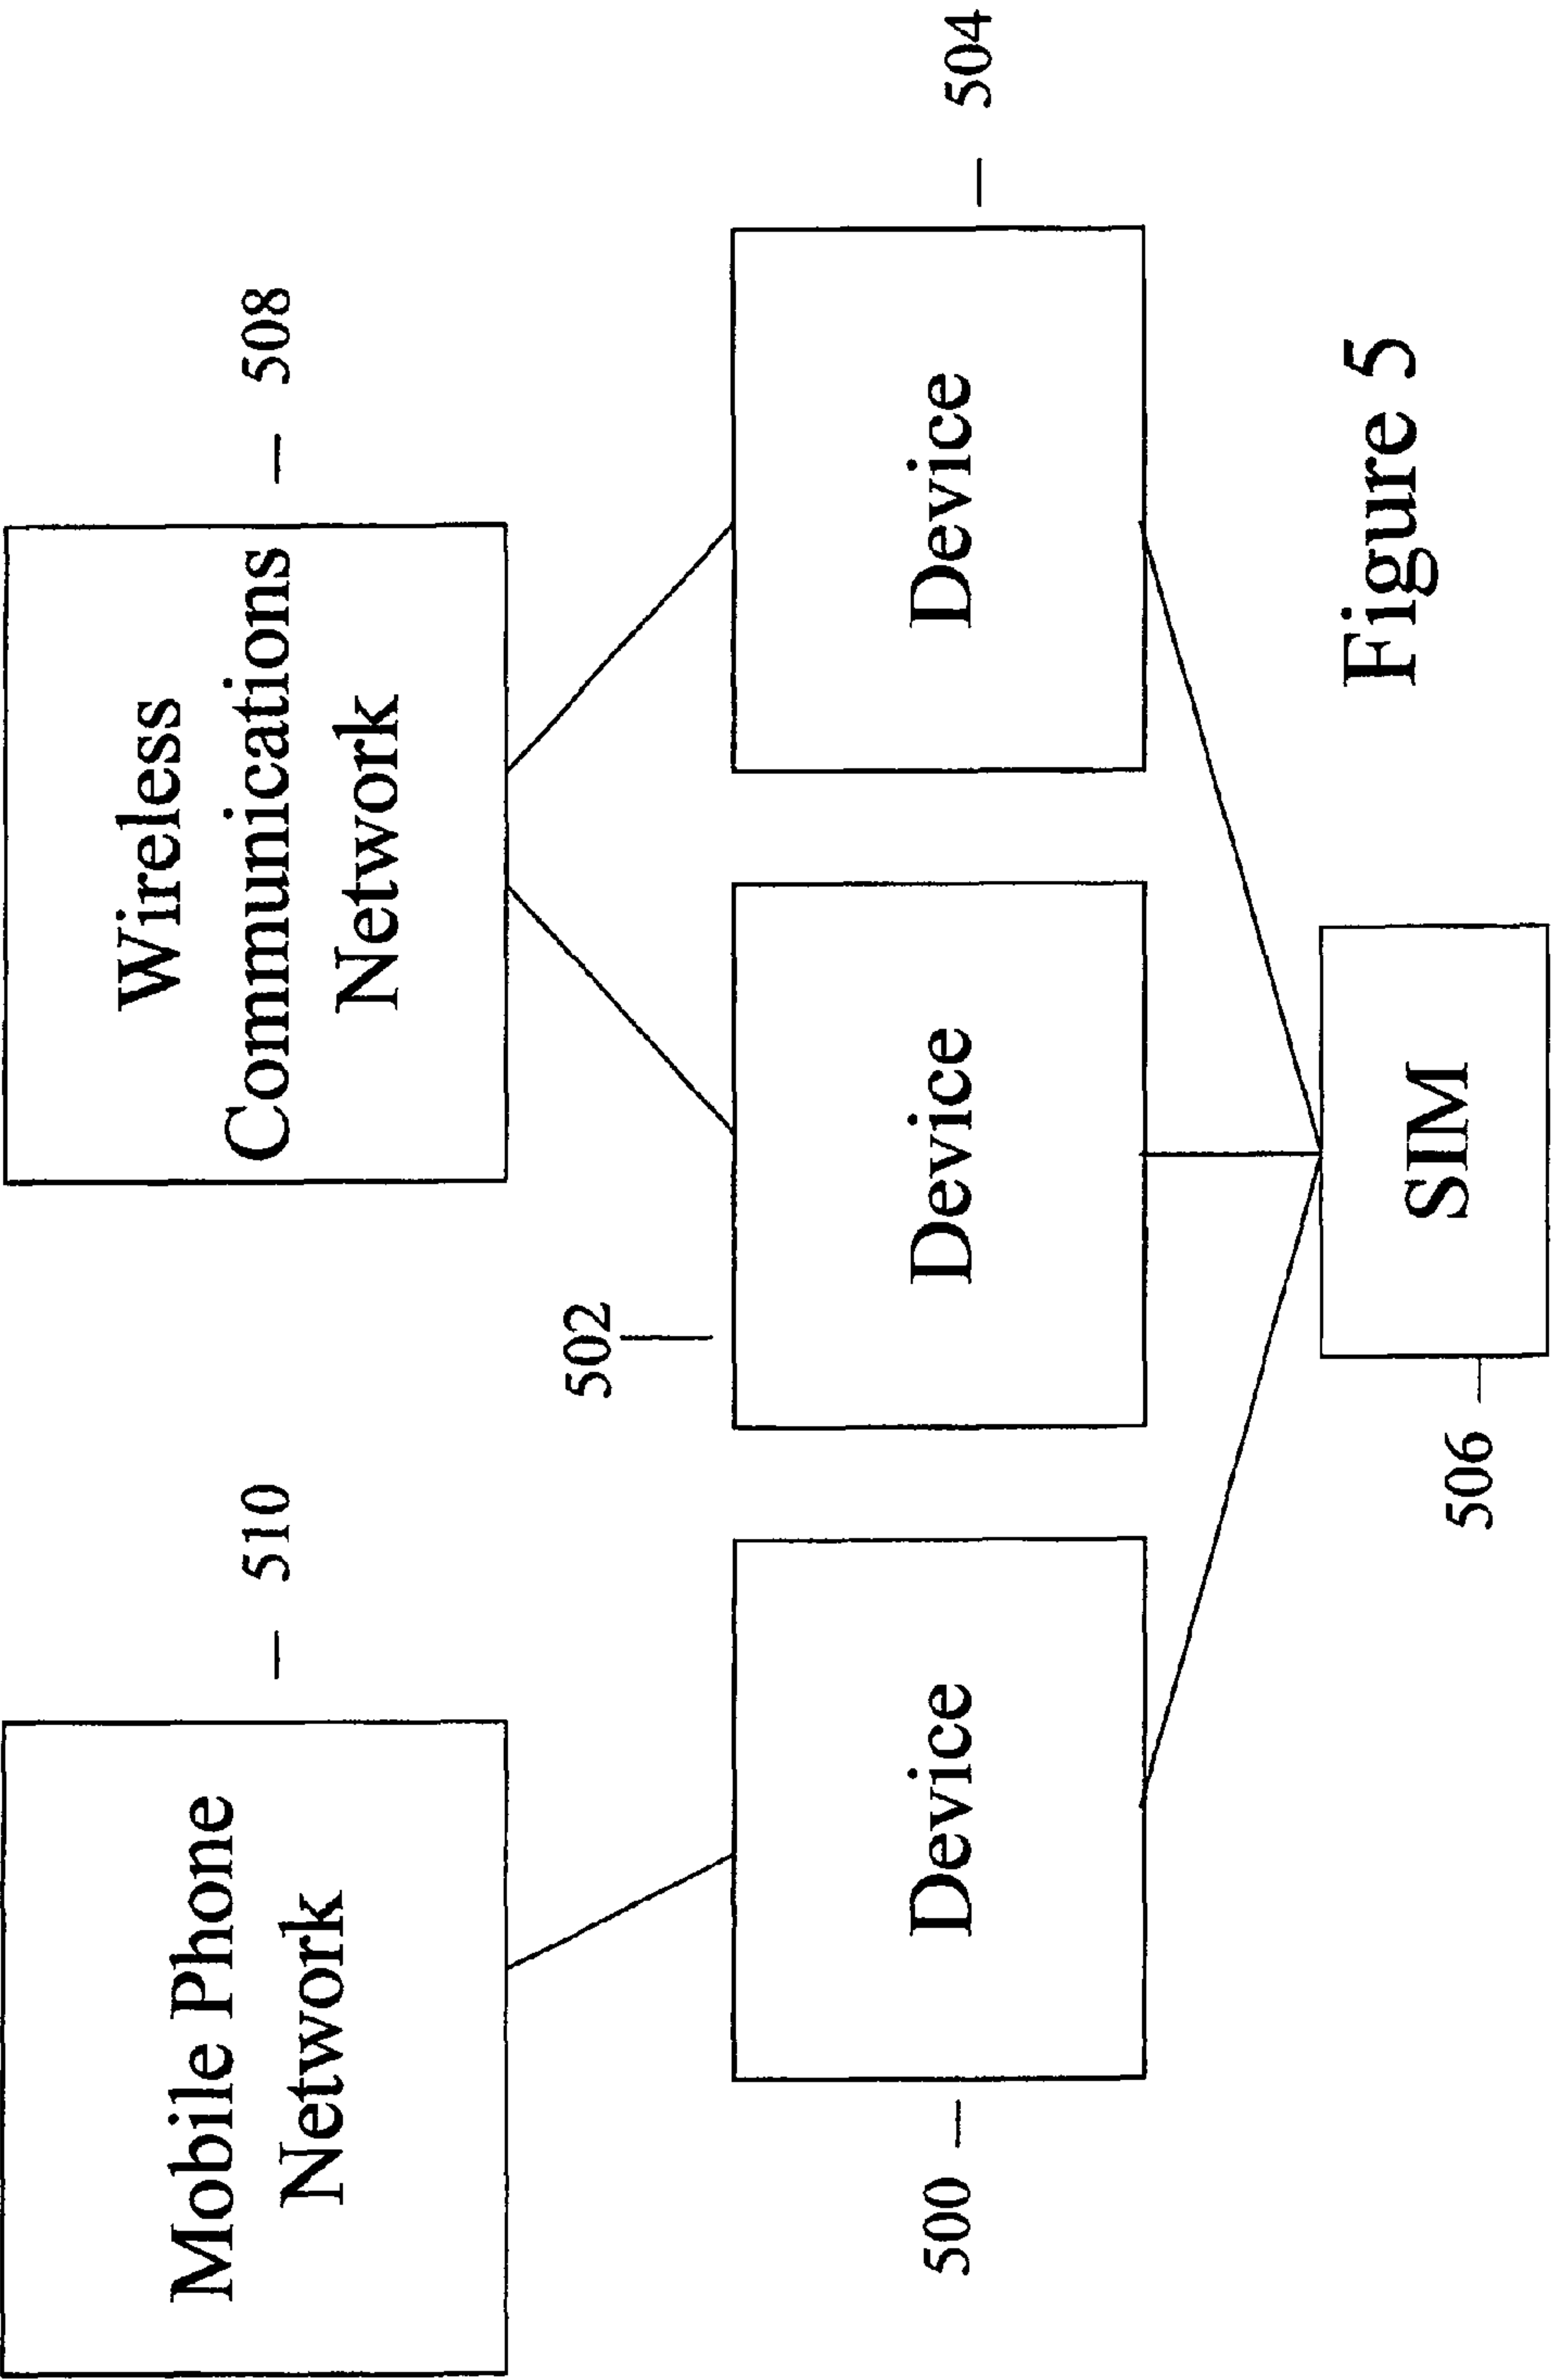 Mobile Phone
Network
510
Wireless
Communications
Network
508
502
500
Device
Device
Device
504
506
SIM
Figure 5